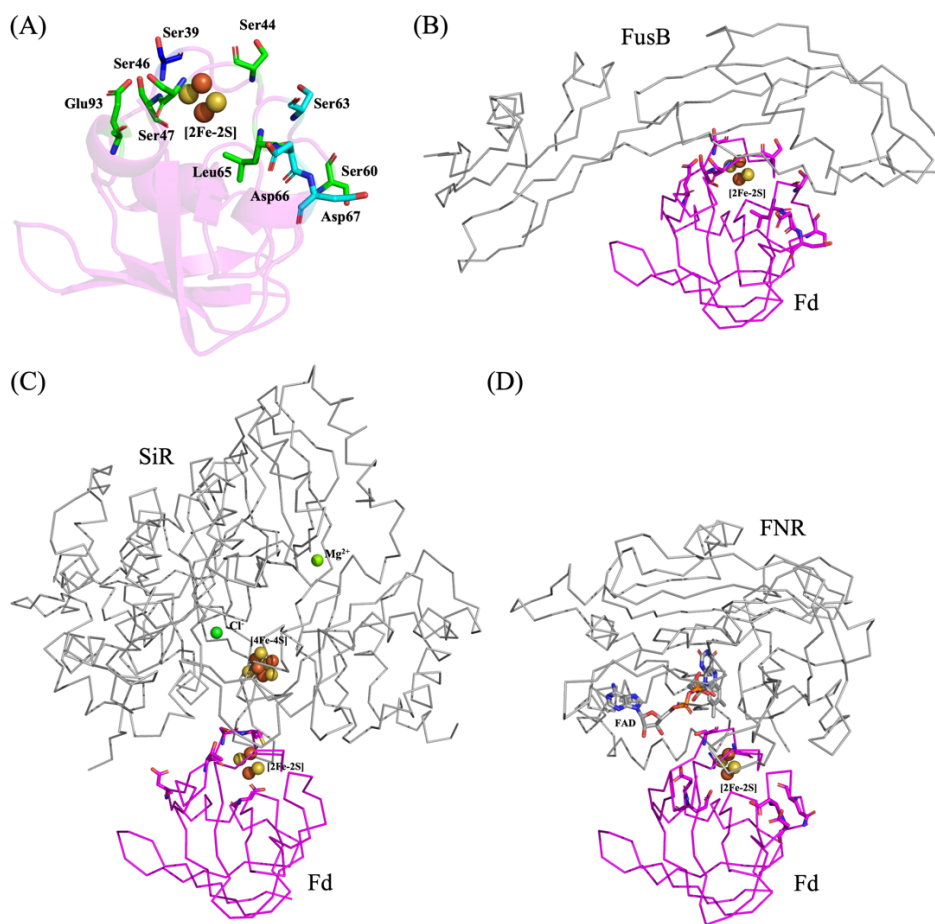 (A)
Ser39
Ser44
Ser46
Glu93
Ser47
[2Fe-2S]
Ser63
Leu65
Ser60
Asp66
Asp67
(B)
FusB
[2Fe-2S]
Fd
(C)
SiR
Mg2+
Cl-
[4Fe-4S]
[2Fe-2S]
Fd
(D)
FNR
FAD
[2Fe-2S]
Fd